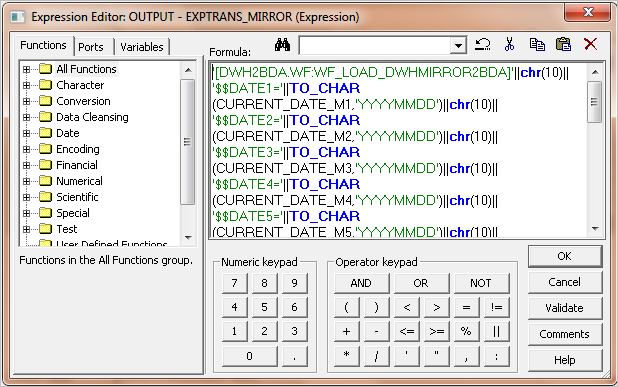 Expression Editor: OUTPUT - EXPTRANS_MIRROR (Expression)
Functions Ports Variables
Formula:
All Functions
Character
Conversion
Data Cleansing
Date
Encoding
Financial
Numerical
Scientific
Special
Test
User Defined Functions
Functions in the All Functions group.
'[DWH2BDA.WF:WF_LOAD_DWHMIRROR2BDA]'||chr(10)||
'$$DATE1='||TO_CHAR
(CURRENT_DATE_M1,'YYYYMMDD')||chr(10)||
'$$DATE2='||TO_CHAR
(CURRENT_DATE_M2,'YYYYMMDD')||chr(10)||
'$$DATE3='||TO_CHAR
(CURRENT_DATE_M3,'YYYYMMDD')||chr(10)||
'$$DATE4='||TO_CHAR
(CURRENT_DATE_M4,'YYYYMMDD')||chr(10)||
'$$DATE5='||TO_CHAR
(CURRENT_DATE_M5,'YYYYMMDD')||chr(10)||
Numeric keypad
7 8 9
4 5 6
1 2 3
0 .
Operator keypad
AND OR NOT
( ) < > = !=
+ - <= >= % ||
* / ' " , :
OK
Cancel
Validate
Comments
Help